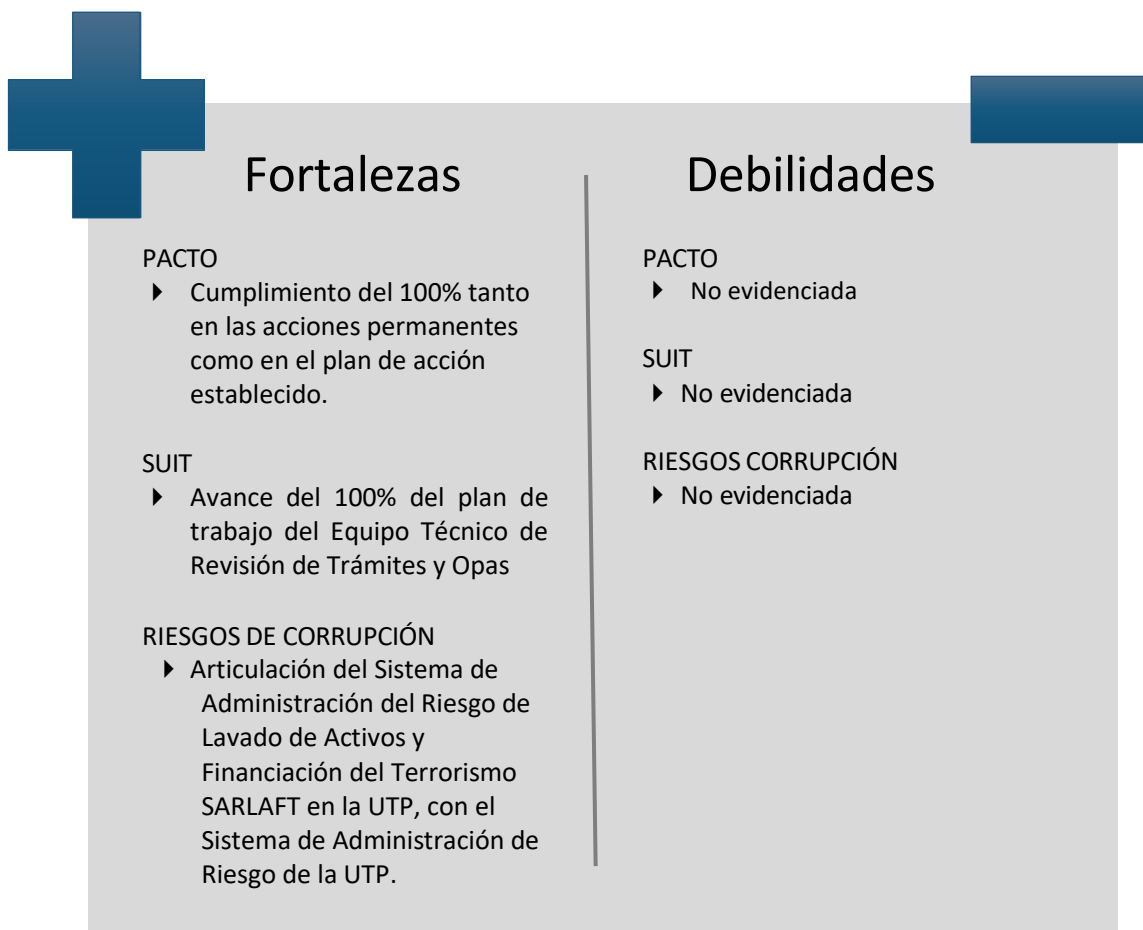 Fortalezas
PACTO
Cumplimiento del 100% tanto
en las acciones permanentes
como en el plan de acción
establecido.
SUIT
Avance del 100% del plan de
trabajo del Equipo Técnico de
Revisión de Trámites y Opas
RIESGOS DE CORRUPCIÓN
Articulación del Sistema de
Administración del Riesgo de
Lavado de Activos y
Financiación del Terrorismo
SARLAFT en la UTP, con el
Sistema de Administración de
Riesgo de la UTP.
Debilidades
PACTO
No evidenciada
SUIT
No evidenciada
RIESGOS CORRUPCIÓN
No evidenciada